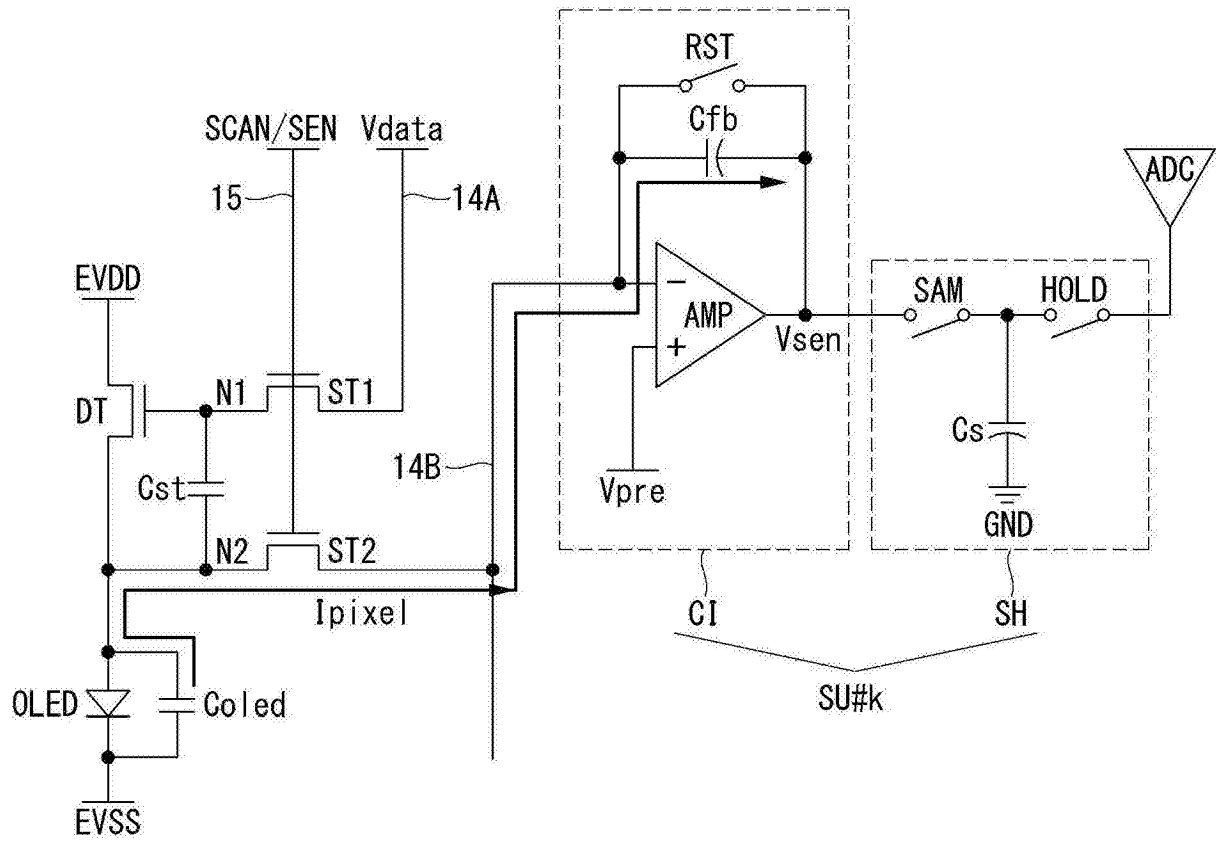 RST
Cfb
SCAN/SEN
Vdata
15
14A
ADC
EVDD
SAM
HOLD
−
AMP
+
Vsen
DT
N1
ST1
Cst
14B
Vpre
Cs
GND
N2
ST2
Ipixel
CI
SH
OLED
Coled
SU#k
EVSS